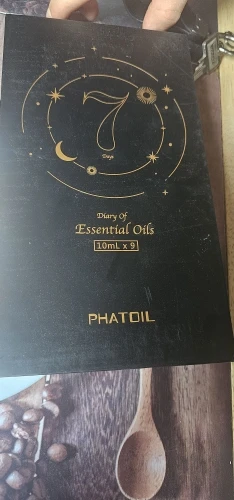 7
Days
Diary Of
Essential Oils
10mL x 9
PHATOIL